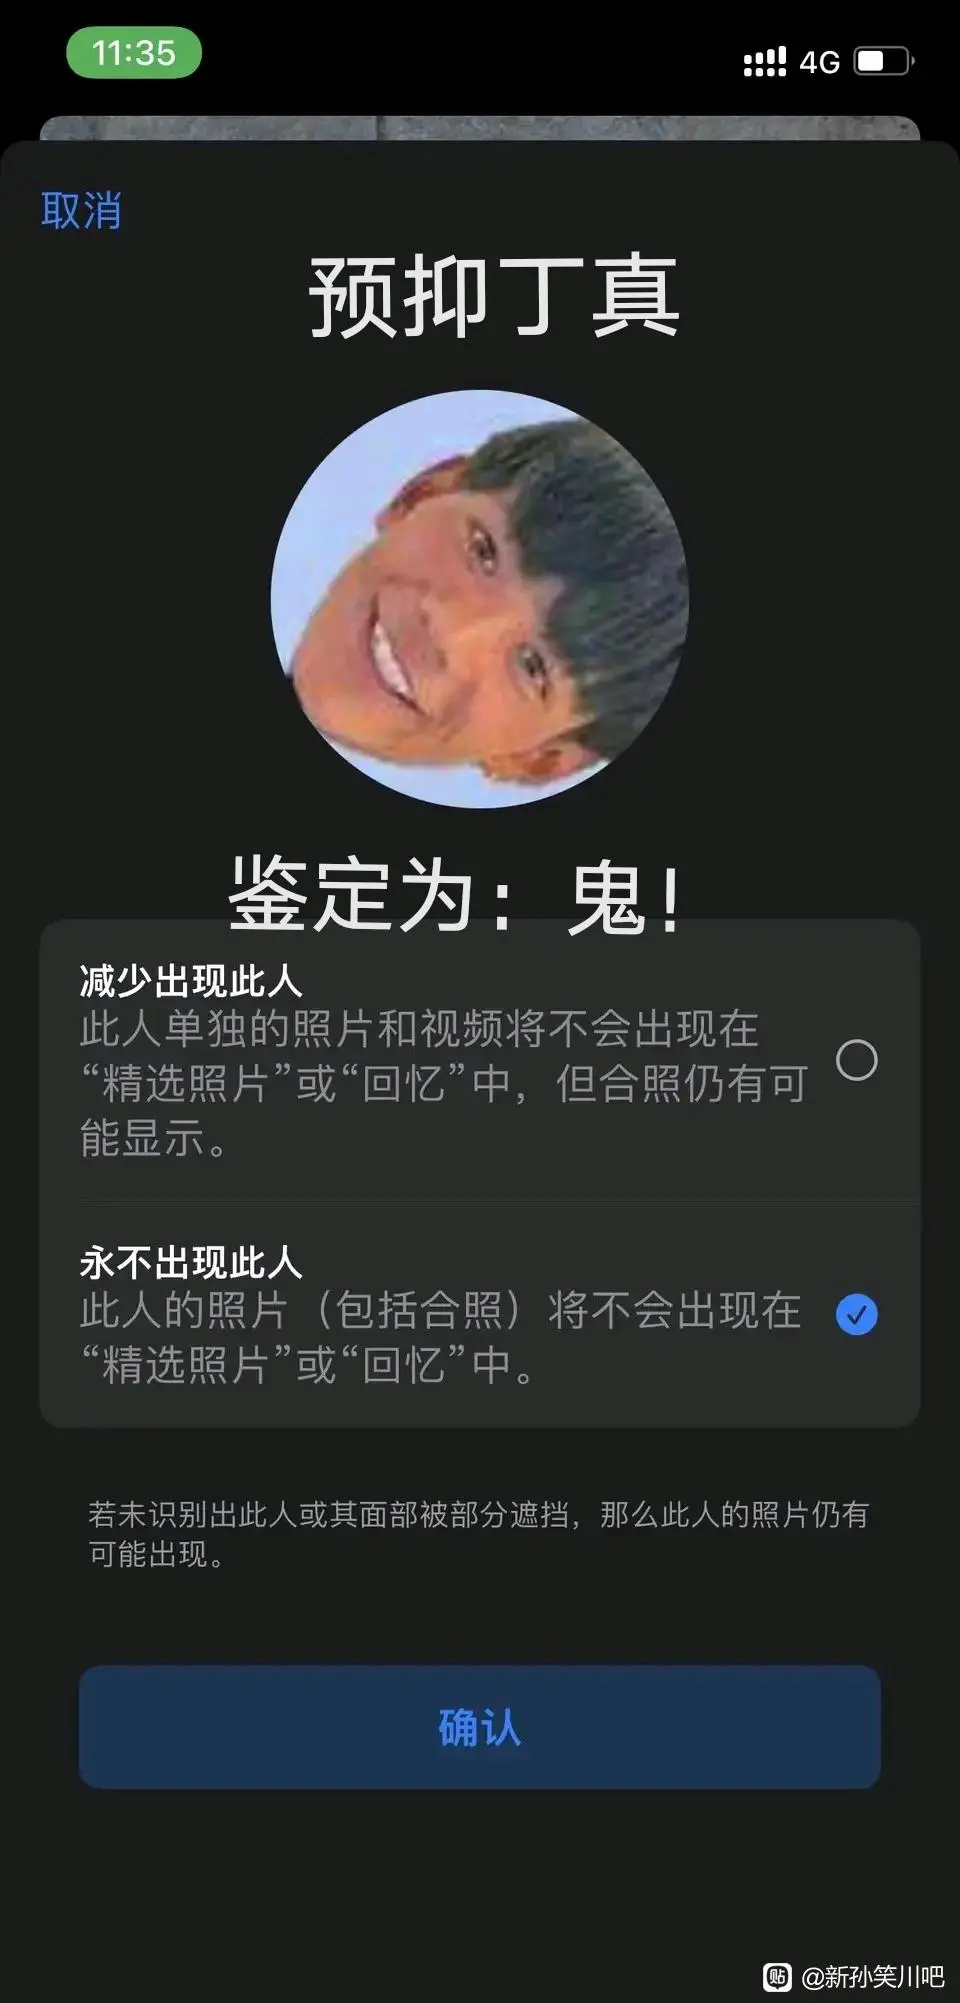 11:35
4G
取消
预抑丁真
鉴定为：鬼！
减少出现此人
此人单独的照片和视频将不会出现在
“精选照片”或“回忆”中，但合照仍有可
能显示。
永不出现此人
此人的照片（包括合照）将不会出现在
“精选照片”或“回忆”中。
若未识别出此人或其面部被部分遮挡，那么此人的照片仍有
可能出现。
确认
贴 @新孙笑川吧